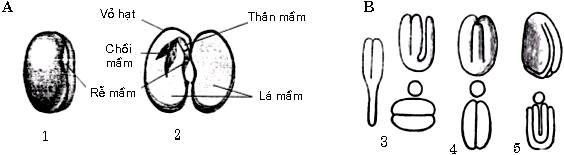 A
Vỏ hạt
Thân mầm
B
Chồi
mầm
Rễ mầm
Lá mầm
1
2
3
4
5